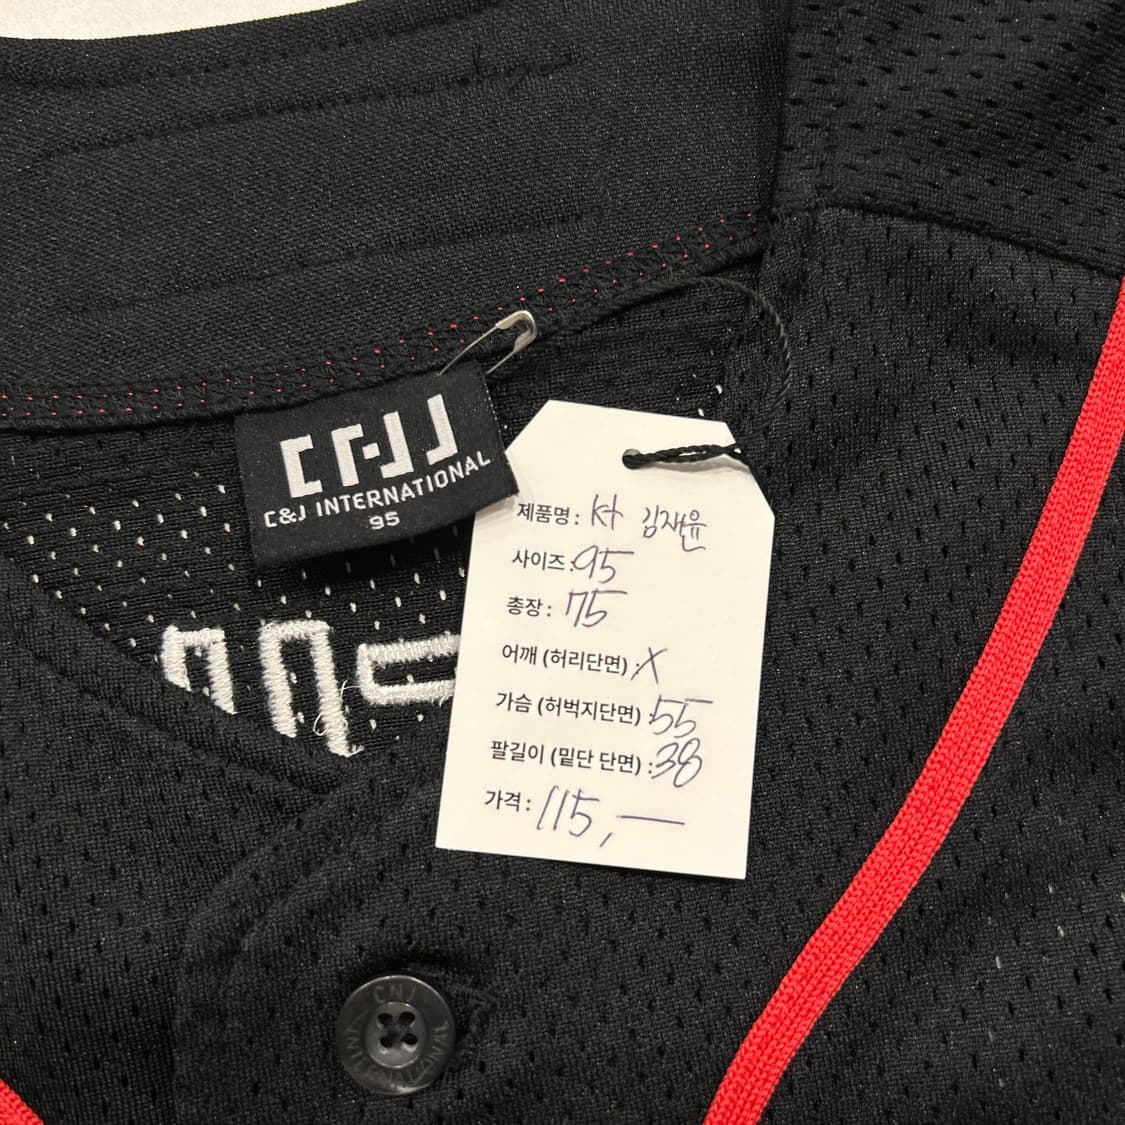 C&J INTERNATIONAL
95
제품명: kt 김재윤
사이즈: 95
총장: 75
어깨 (허리단면): X
가슴 (허벅지단면): 55
팔길이 (밑단 단면): 38
가격: 115,—
CNJ
INTERNATIONAL